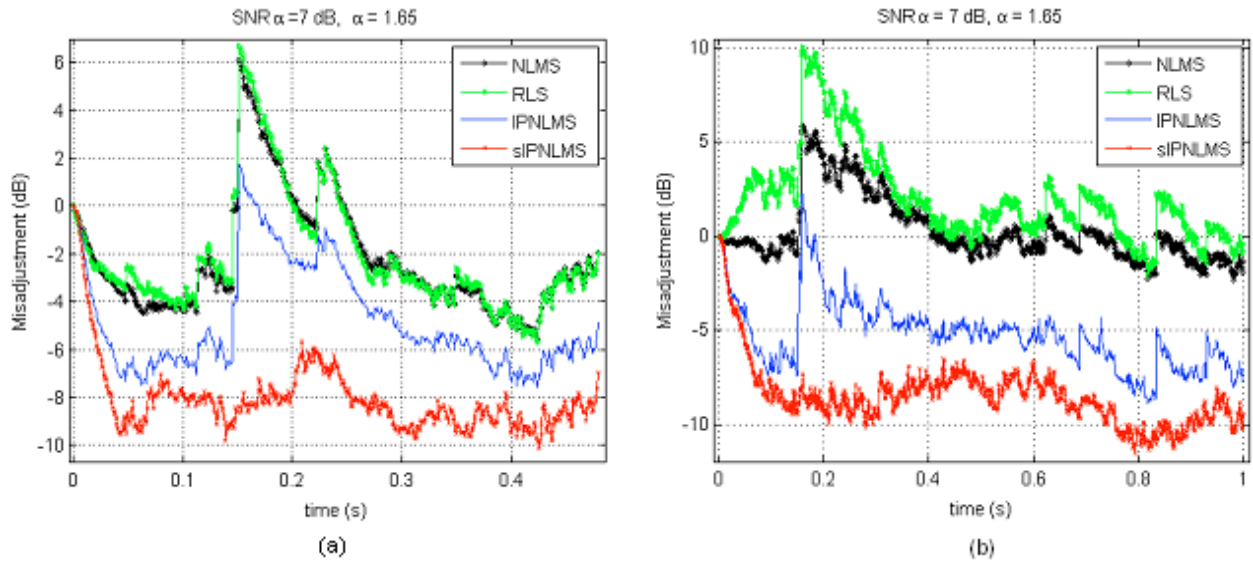 SNR α =7 dB, α = 1.65
6
4
2
0
-2
-4
-6
-8
-10
Misadjustment (dB)
NLMS
RLS
IPNLMS
sIPNLMS
0
0.1
0.2
0.3
0.4
time (s)
(a)
SNR α = 7 dB, α = 1.65
10
5
0
-5
-10
Misadjustment (dB)
NLMS
RLS
IPNLMS
sIPNLMS
0
0.2
0.4
0.6
0.8
1
time (s)
(b)